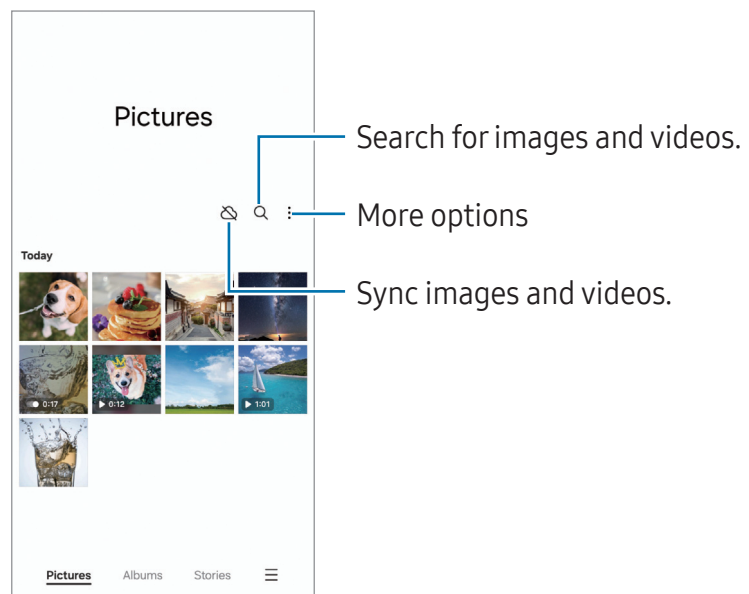 Pictures
Search for images and videos.
More options
Today
Sync images and videos.
0:17
0:12
1:01
Pictures Albums Stories